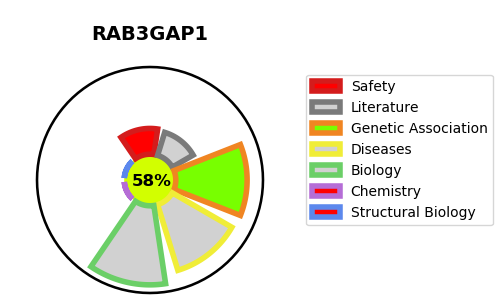 RAB3GAP1
58%
Safety
Literature
Genetic Association
Diseases
Biology
Chemistry
Structural Biology